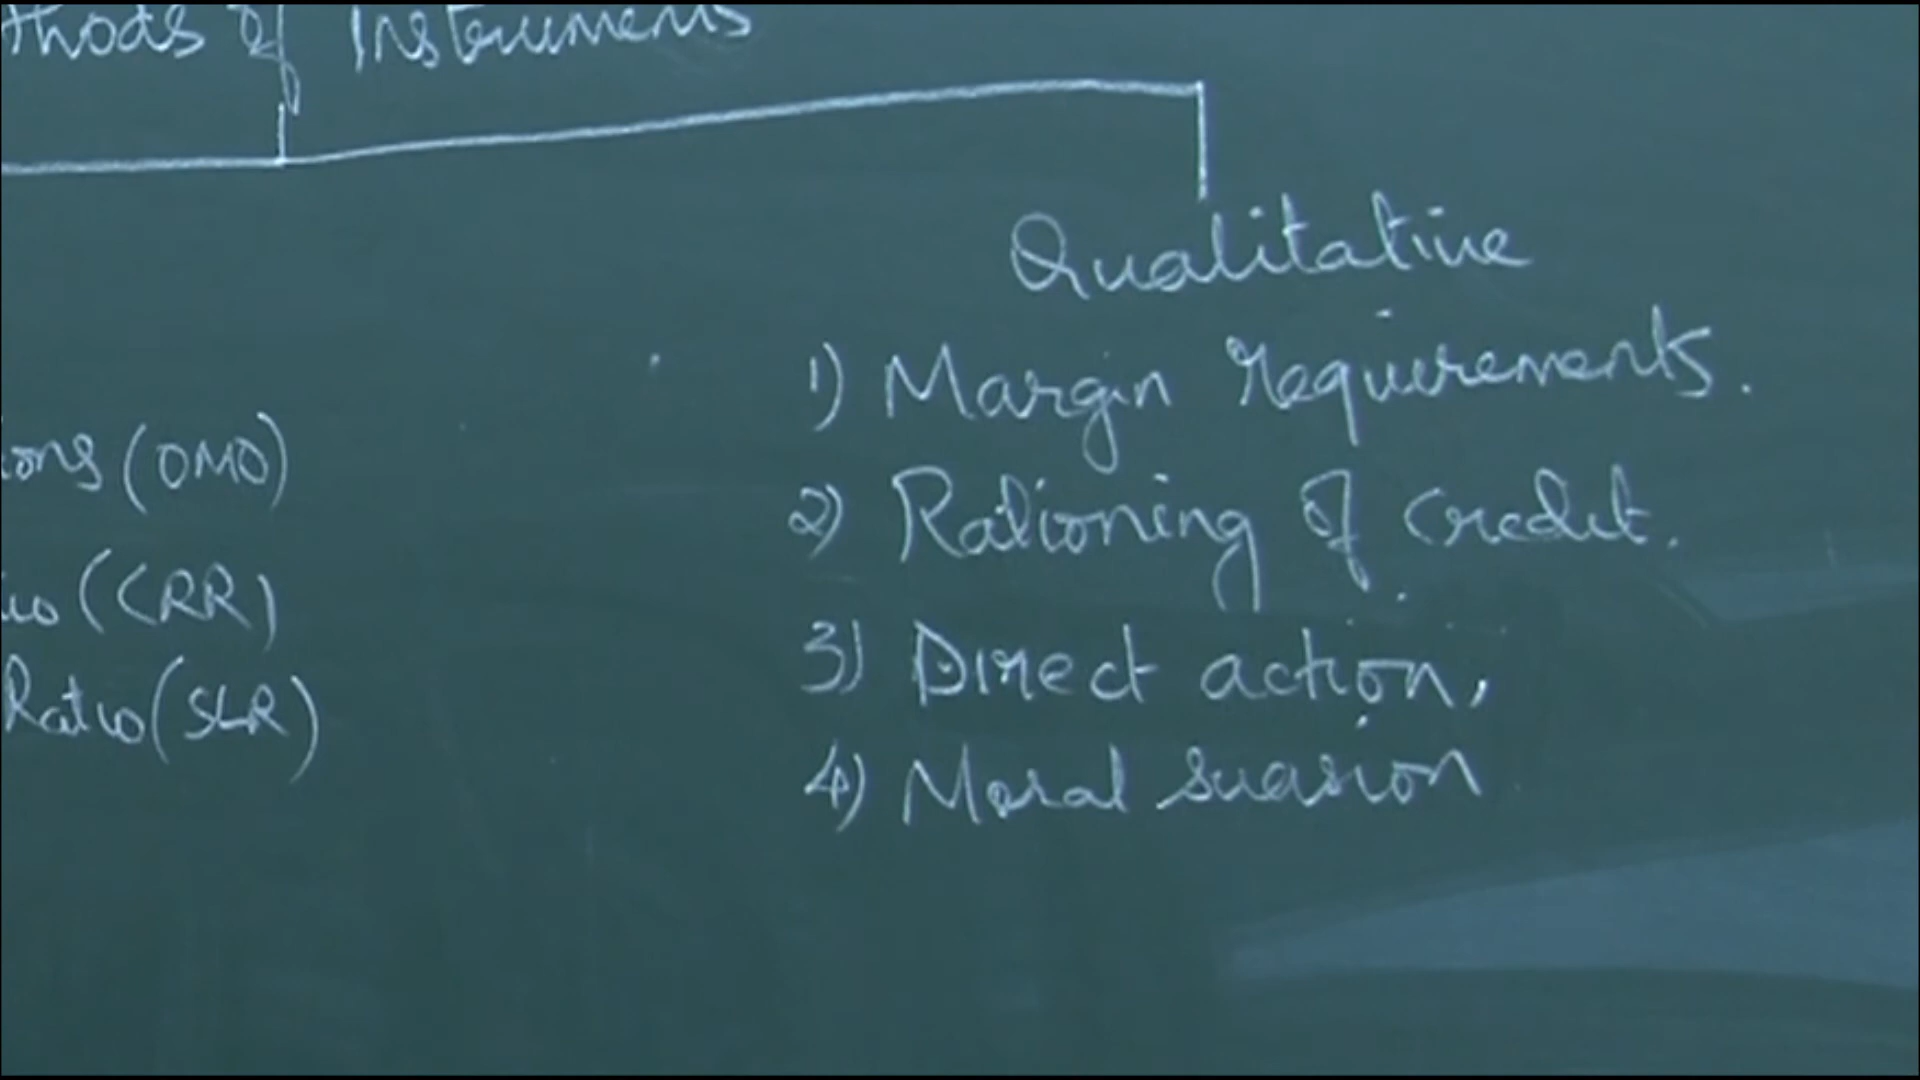 thods of Instruments
Qualitative
1) Margin requirements.
2) Rationing of credit.
3) Direct action,
4) Moral suasion
ions (OMO)
io (CRR)
Ratio (SLR)